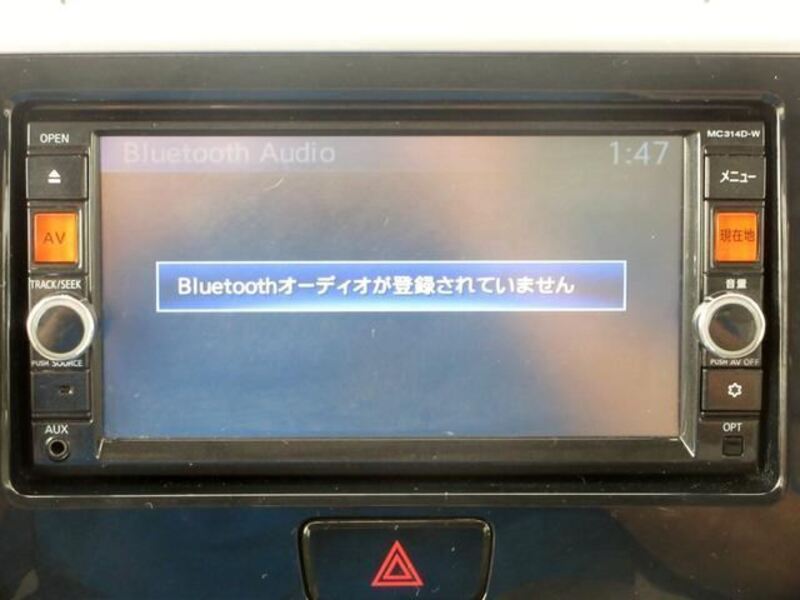 OPEN
MC314D-W
Bluetooth Audio
1:47
メニュー
AV
現在地
Bluetoothオーディオが登録されていません
TRACK/SEEK
音量
PUSH SOURCE
PUSH AV OFF
AUX
OPT